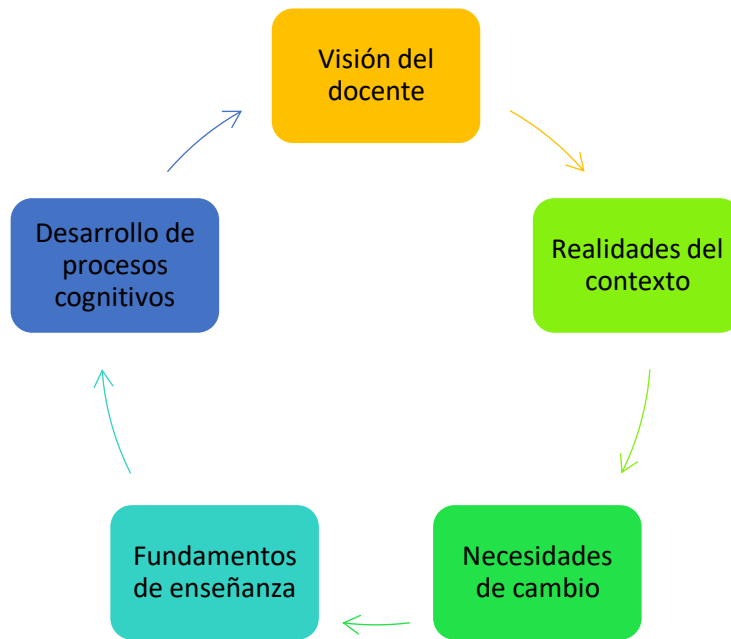 Visión del
docente
Realidades del
contexto
Necesidades
de cambio
Fundamentos
de enseñanza
Desarrollo de
procesos
cognitivos